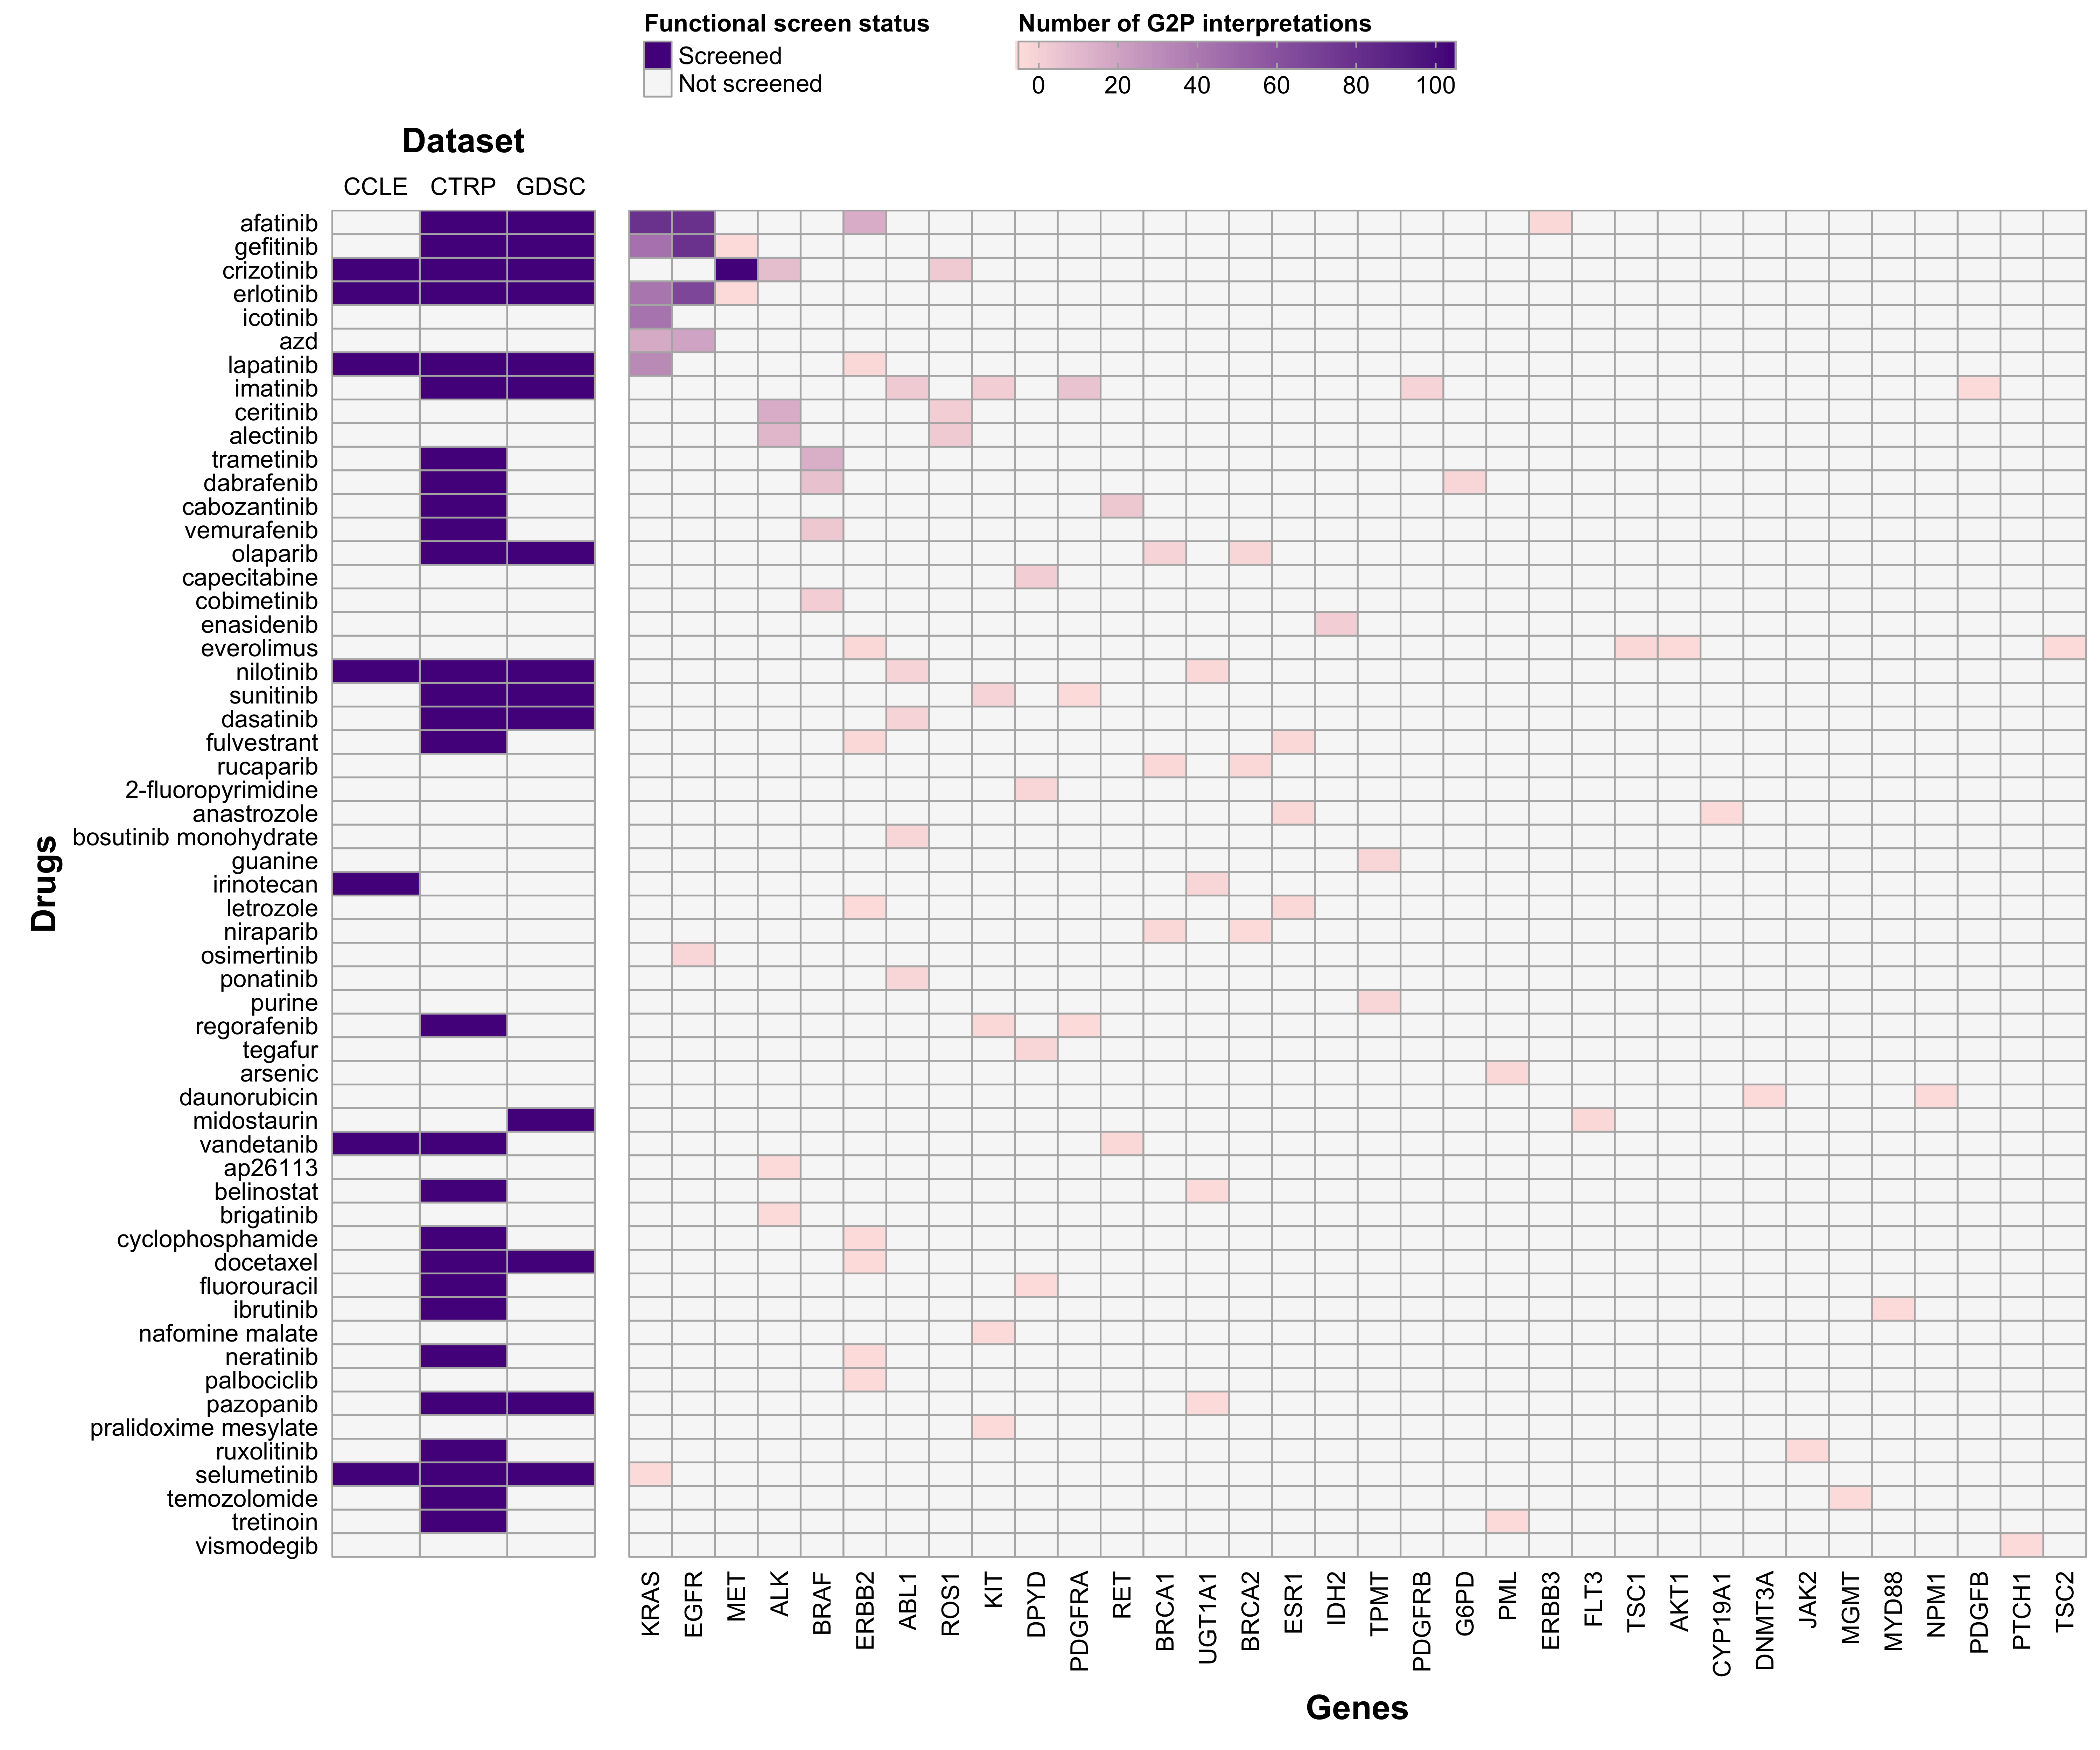 Functional screen status
Screened
Not screened
Number of G2P interpretations
0 20 40 60 80 100
Dataset
CCLE CTRP GDSC
afatinib
gefitinib
crizotinib
erlotinib
icotinib
azd
lapatinib
imatinib
ceritinib
alectinib
trametinib
dabrafenib
cabozantinib
vemurafenib
olaparib
capecitabine
cobimetinib
enasidenib
everolimus
nilotinib
sunitinib
dasatinib
fulvestrant
rucaparib
2-fluoropyrimidine
anastrozole
bosutinib monohydrate
guanine
irinotecan
letrozole
niraparib
osimertinib
ponatinib
purine
regorafenib
tegafur
arsenic
daunorubicin
midostaurin
vandetanib
ap26113
belinostat
brigatinib
cyclophosphamide
docetaxel
fluorouracil
ibrutinib
nafomine malate
neratinib
palbociclib
pazopanib
pralidoxime mesylate
ruxolitinib
selumetinib
temozolomide
tretinoin
vismodegib
Drugs
KRAS
EGFR
MET
ALK
BRAF
ERBB2
ABL1
ROS1
KIT
DPYD
PDGFRA
RET
BRCA1
UGT1A1
BRCA2
ESR1
IDH2
TPMT
PDGFRB
G6PD
PML
ERBB3
FLT3
TSC1
AKT1
CYP19A1
DNMT3A
JAK2
MGMT
MYD88
NPM1
PDGFB
PTCH1
TSC2
Genes